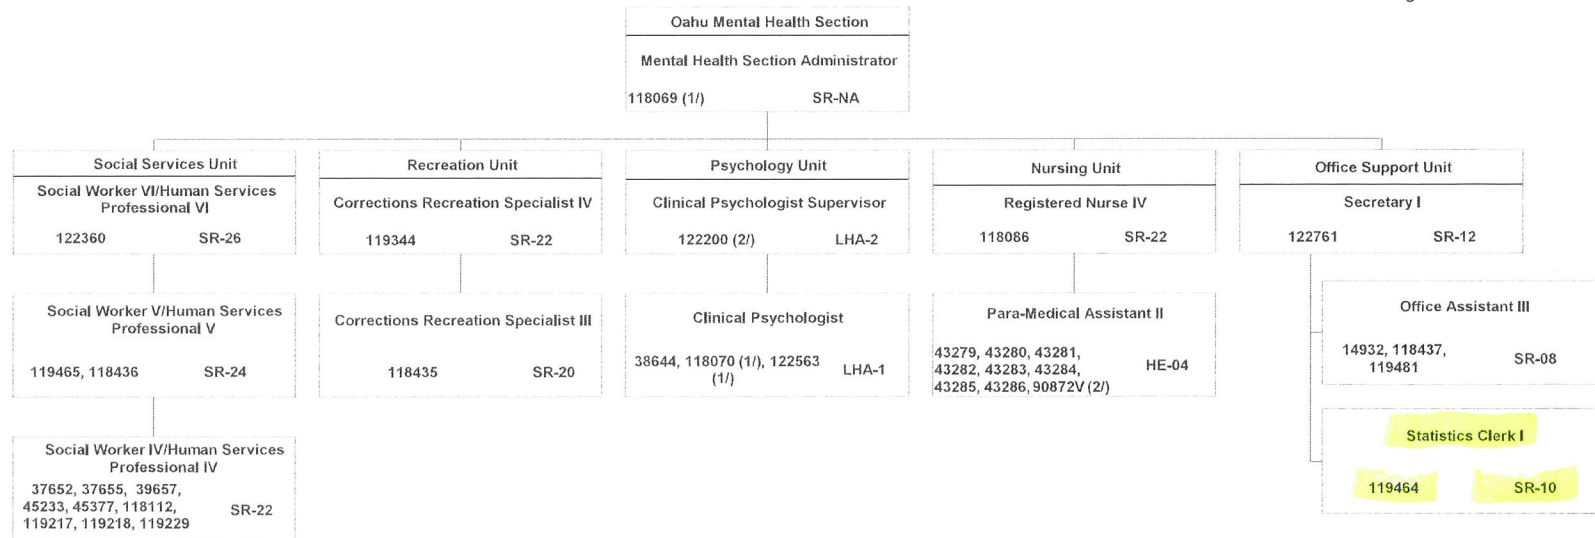 Oahu Mental Health Section
Mental Health Section Administrator
118069 (1/) SR-NA
Social Services Unit
Social Worker VI/Human Services
Professional VI
122360 SR-26
Social Worker V/Human Services
Professional V
119465, 118436 SR-24
Social Worker IV/Human Services
Professional IV
37652, 37655, 39657,
45233, 45377, 118112,
119217, 119218, 119229
SR-22
Recreation Unit
Corrections Recreation Specialist IV
119344 SR-22
Corrections Recreation Specialist III
118435 SR-20
Psychology Unit
Clinical Psychologist Supervisor
122200 (2/) LHA-2
Clinical Psychologist
38644, 118070 (1/), 122563
(1/)
LHA-1
Nursing Unit
Registered Nurse IV
118086 SR-22
Para-Medical Assistant II
43279, 43280, 43281,
43282, 43283, 43284,
43285, 43286, 90872V (2/)
HE-04
Office Support Unit
Secretary I
122761 SR-12
Office Assistant III
14932, 118437,
119481
SR-08
Statistics Clerk I
119464 SR-10